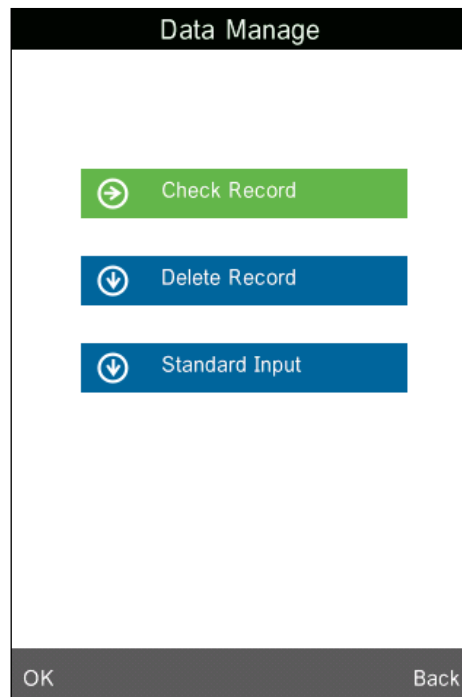 Data Manage
Check Record
Delete Record
Standard Input
OK Back